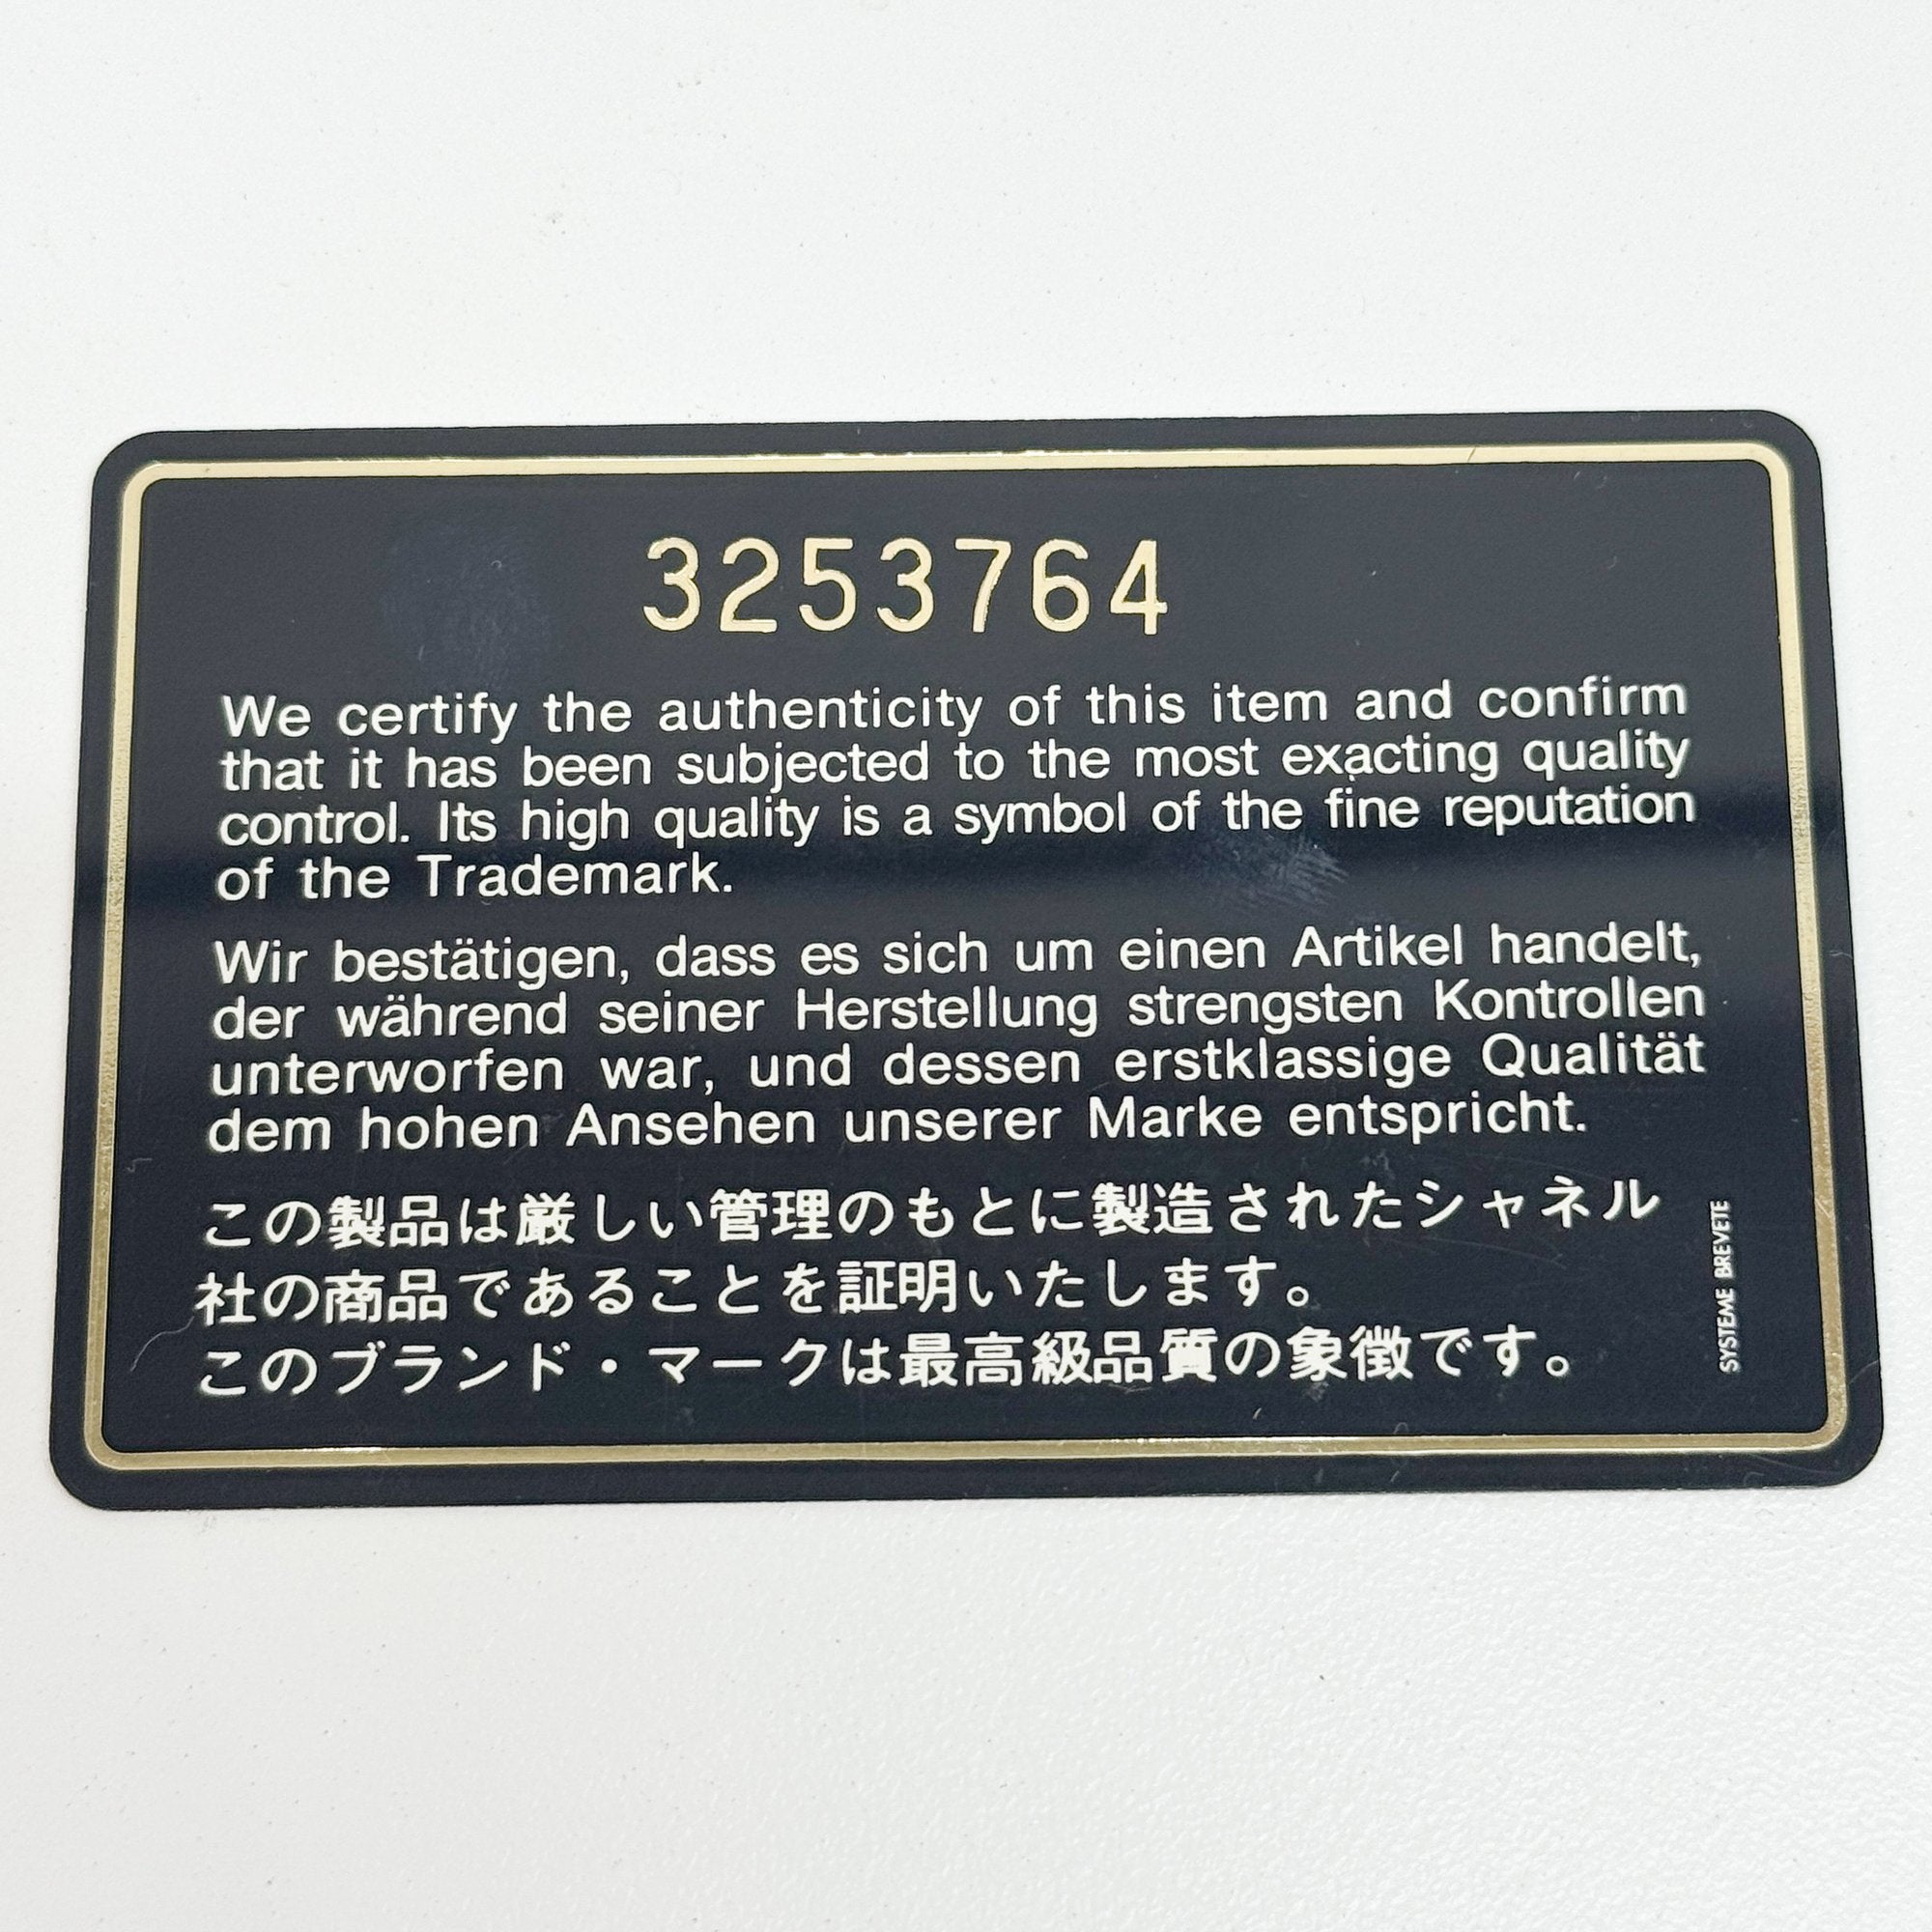 3253764
We certify the authenticity of this item and confirm
that it has been subjected to the most exacting quality
control. Its high quality is a symbol of the fine reputation
of the Trademark.
Wir bestätigen, dass es sich um einen Artikel handelt,
der während seiner Herstellung strengsten Kontrollen
unterworfen war, und dessen erstklassige Qualität
dem hohen Ansehen unserer Marke entspricht.
この製品は厳しい管理のもとに製造されたシャネル
社の商品であることを証明いたします。
このブランド・マークは最高級品質の象徴です。
SYSTEME BREVETE